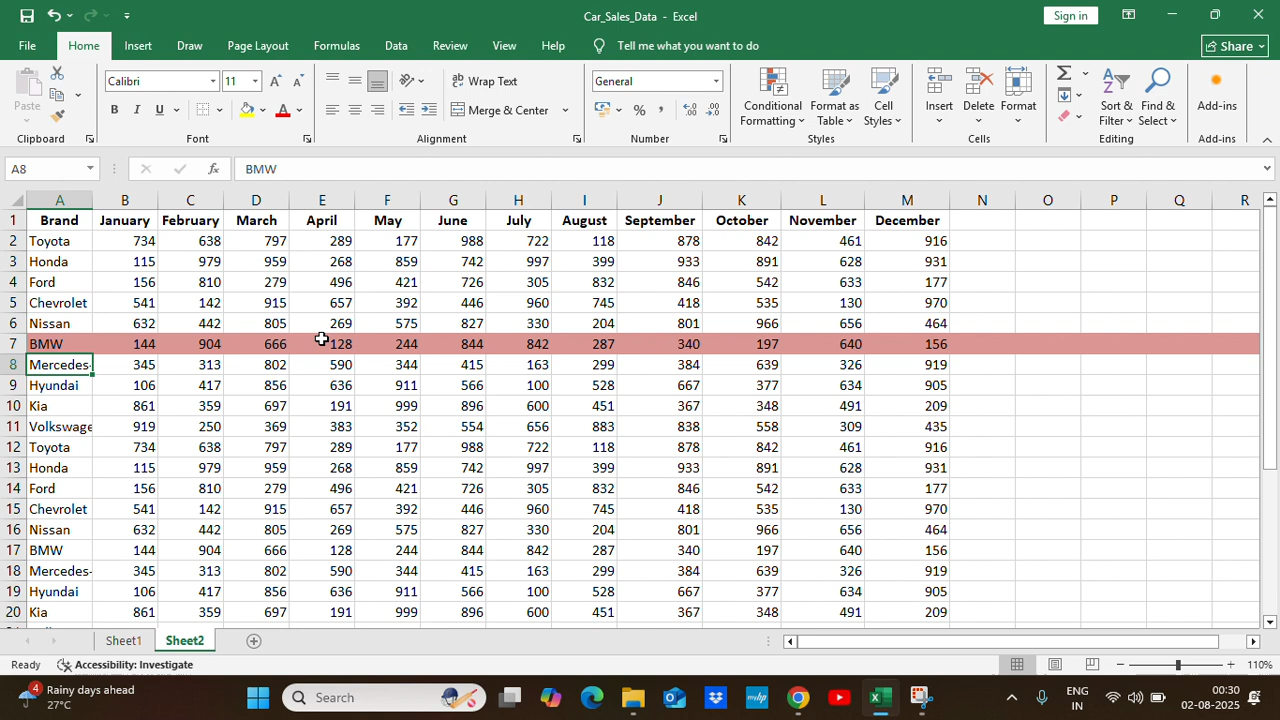 Car_Sales_Data - Excel
Sign in
File Home Insert Draw Page Layout Formulas Data Review View Help Tell me what you want to do Share
Paste Calibri 11 Wrap Text General Conditional Formatting Format as Table Cell Styles Insert Delete Format Sort & Filter Find & Select Add-ins
B I U Merge & Center
Clipboard Font Alignment Number Styles Cells Editing Add-ins
A8 fx BMW
A B C D E F G H I J K L M N O P Q R
1 Brand January February March April May June July August September October November December
2 Toyota 734 638 797 289 177 988 722 118 878 842 461 916
3 Honda 115 979 959 268 859 742 997 399 933 891 628 931
4 Ford 156 810 279 496 421 726 305 832 846 542 633 177
5 Chevrolet 541 142 915 657 392 446 960 745 418 535 130 970
6 Nissan 632 442 805 269 575 827 330 204 801 966 656 464
7 BMW 144 904 666 128 244 844 842 287 340 197 640 156
8 Mercedes- 345 313 802 590 344 415 163 299 384 639 326 919
9 Hyundai 106 417 856 636 911 566 100 528 667 377 634 905
10 Kia 861 359 697 191 999 896 600 451 367 348 491 209
11 Volkswage 919 250 369 383 352 554 656 883 838 558 309 435
12 Toyota 734 638 797 289 177 988 722 118 878 842 461 916
13 Honda 115 979 959 268 859 742 997 399 933 891 628 931
14 Ford 156 810 279 496 421 726 305 832 846 542 633 177
15 Chevrolet 541 142 915 657 392 446 960 745 418 535 130 970
16 Nissan 632 442 805 269 575 827 330 204 801 966 656 464
17 BMW 144 904 666 128 244 844 842 287 340 197 640 156
18 Mercedes- 345 313 802 590 344 415 163 299 384 639 326 919
19 Hyundai 106 417 856 636 911 566 100 528 667 377 634 905
20 Kia 861 359 697 191 999 896 600 451 367 348 491 209
Sheet1 Sheet2
Ready Accessibility: Investigate 110%
4 Rainy days ahead
27°C
Search
ENG
IN
00:30
02-08-2025